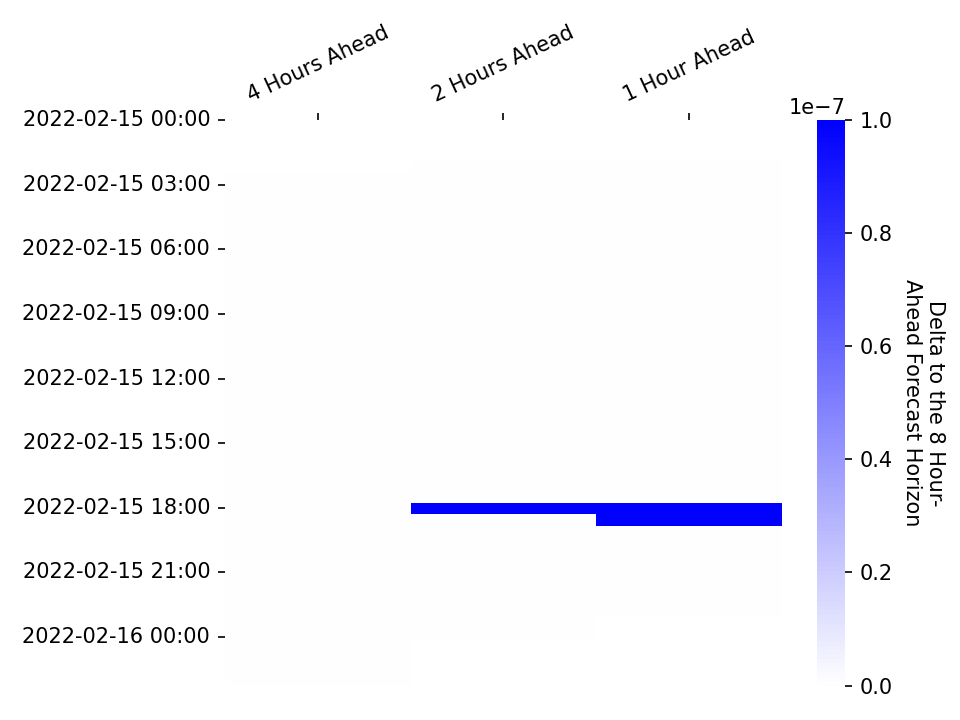 4 Hours Ahead
2 Hours Ahead
1 Hour Ahead
1e−7
2022-02-15 00:00
2022-02-15 03:00
2022-02-15 06:00
2022-02-15 09:00
2022-02-15 12:00
2022-02-15 15:00
2022-02-15 18:00
2022-02-15 21:00
2022-02-16 00:00
1.0
0.8
0.6
0.4
0.2
0.0
Delta to the 8 Hour-
Ahead Forecast Horizon